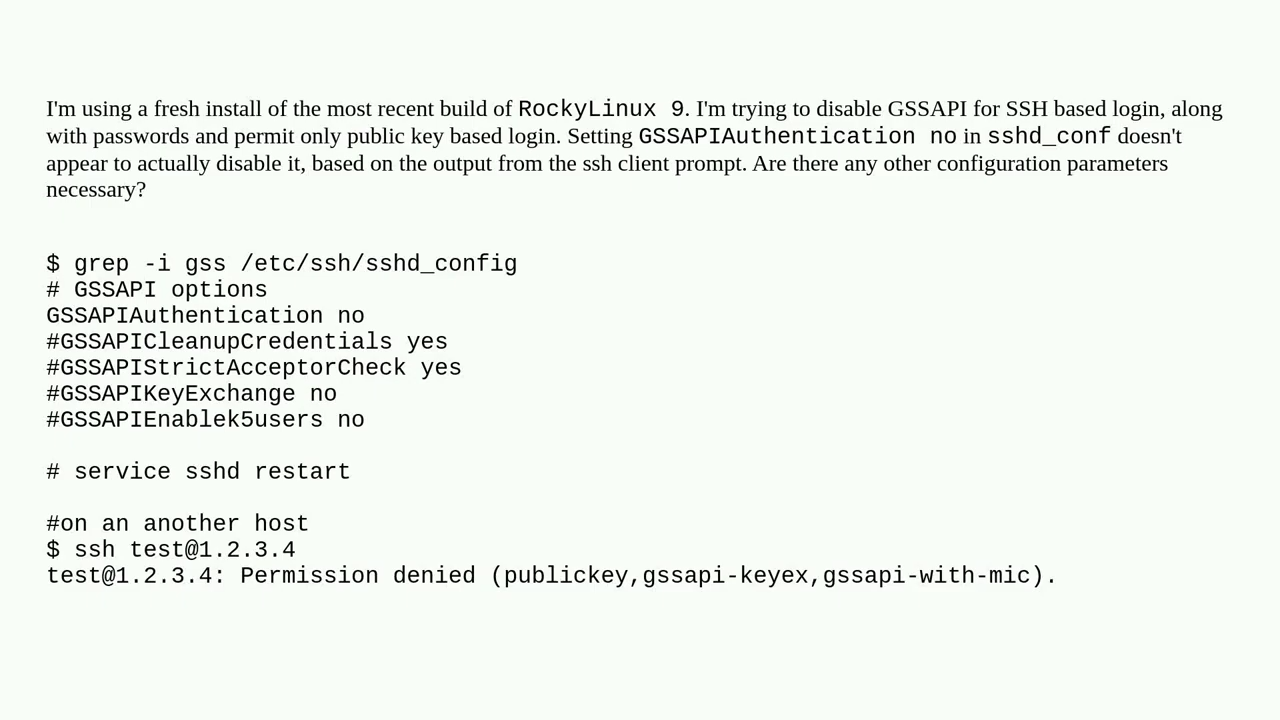 I'm using a fresh install of the most recent build of RockyLinux 9. I'm trying to disable GSSAPI for SSH based login, along
with passwords and permit only public key based login. Setting GSSAPIAuthentication no in sshd_conf doesn't
appear to actually disable it, based on the output from the ssh client prompt. Are there any other configuration parameters
necessary?
$ grep -i gss /etc/ssh/sshd_config
# GSSAPI options
GSSAPIAuthentication no
#GSSAPICleanupCredentials yes
#GSSAPIStrictAcceptorCheck yes
#GSSAPIKeyExchange no
#GSSAPIEnablek5users no
# service sshd restart
#on an another host
$ ssh test@1.2.3.4
test@1.2.3.4: Permission denied (publickey,gssapi-keyex,gssapi-with-mic).